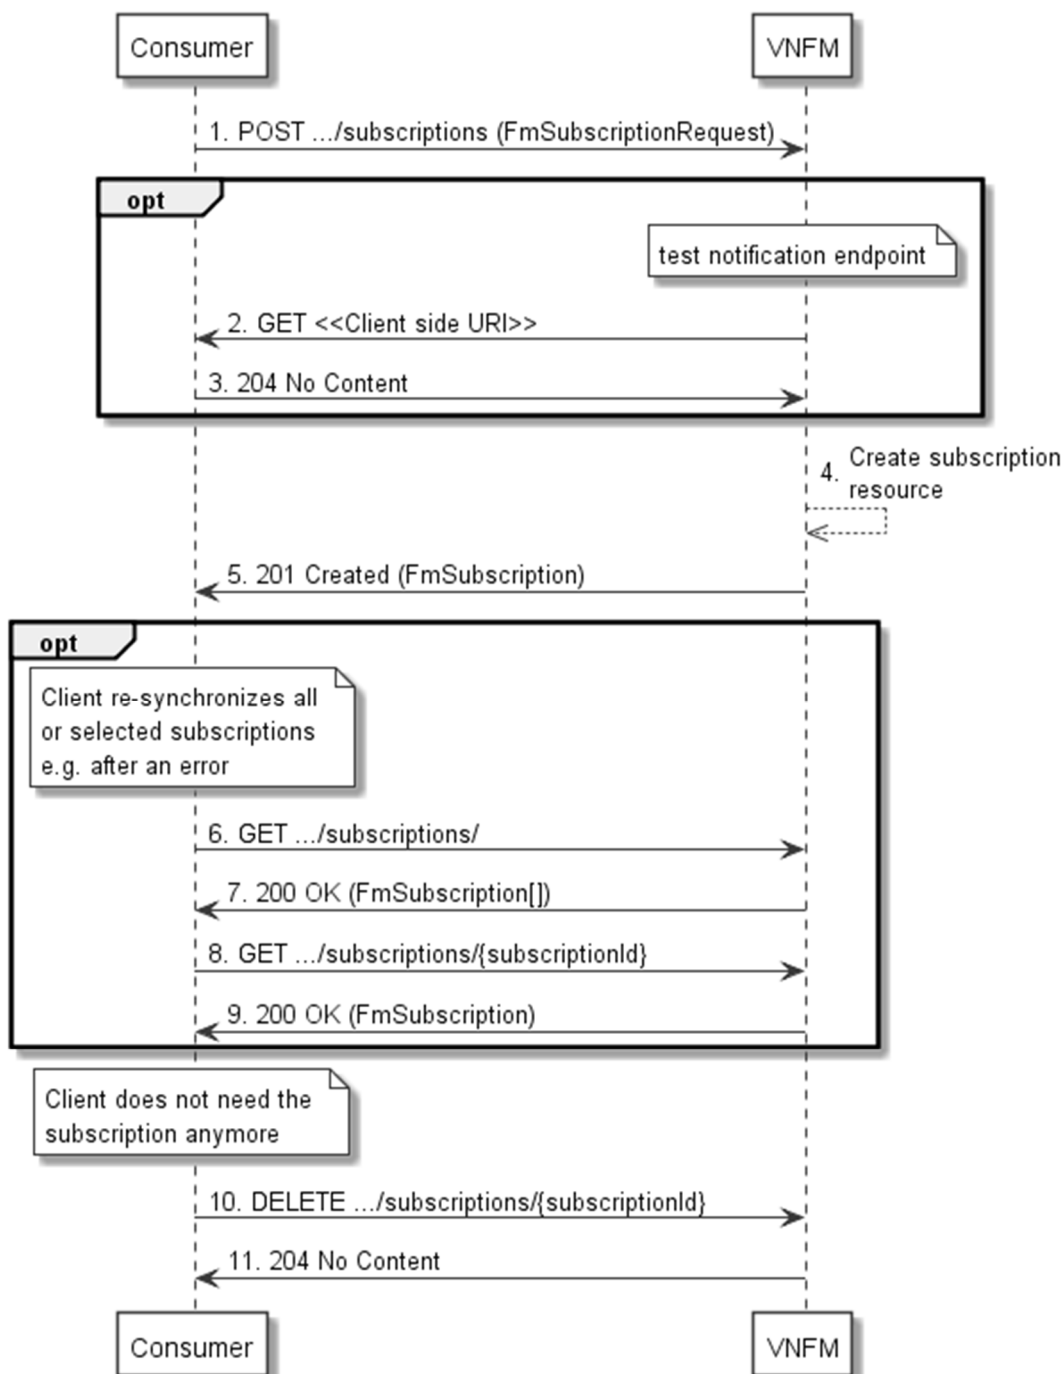 Consumer
VNFM
1. POST .../subscriptions (FmSubscriptionRequest)
opt
test notification endpoint
2. GET <<Client side URI>>
3. 204 No Content
4. Create subscription
resource
5. 201 Created (FmSubscription)
opt
Client re-synchronizes all
or selected subscriptions
e.g. after an error
6. GET .../subscriptions/
7. 200 OK (FmSubscription[])
8. GET .../subscriptions/{subscriptionId}
9. 200 OK (FmSubscription)
Client does not need the
subscription anymore
10. DELETE .../subscriptions/{subscriptionId}
11. 204 No Content
Consumer
VNFM